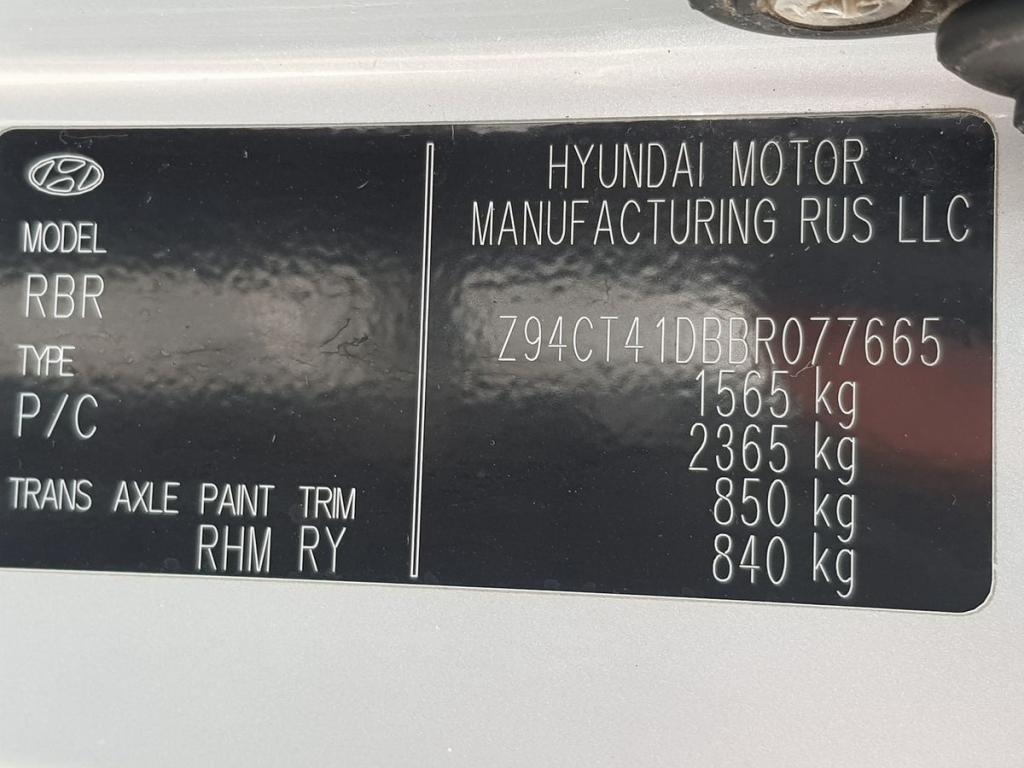 MODEL
RBR
TYPE
P/C
TRANS AXLE PAINT TRIM
RHM RY
HYUNDAI MOTOR
MANUFACTURING RUS LLC
Z94CT41DBBR077665
1565 kg
2365 kg
850 kg
840 kg